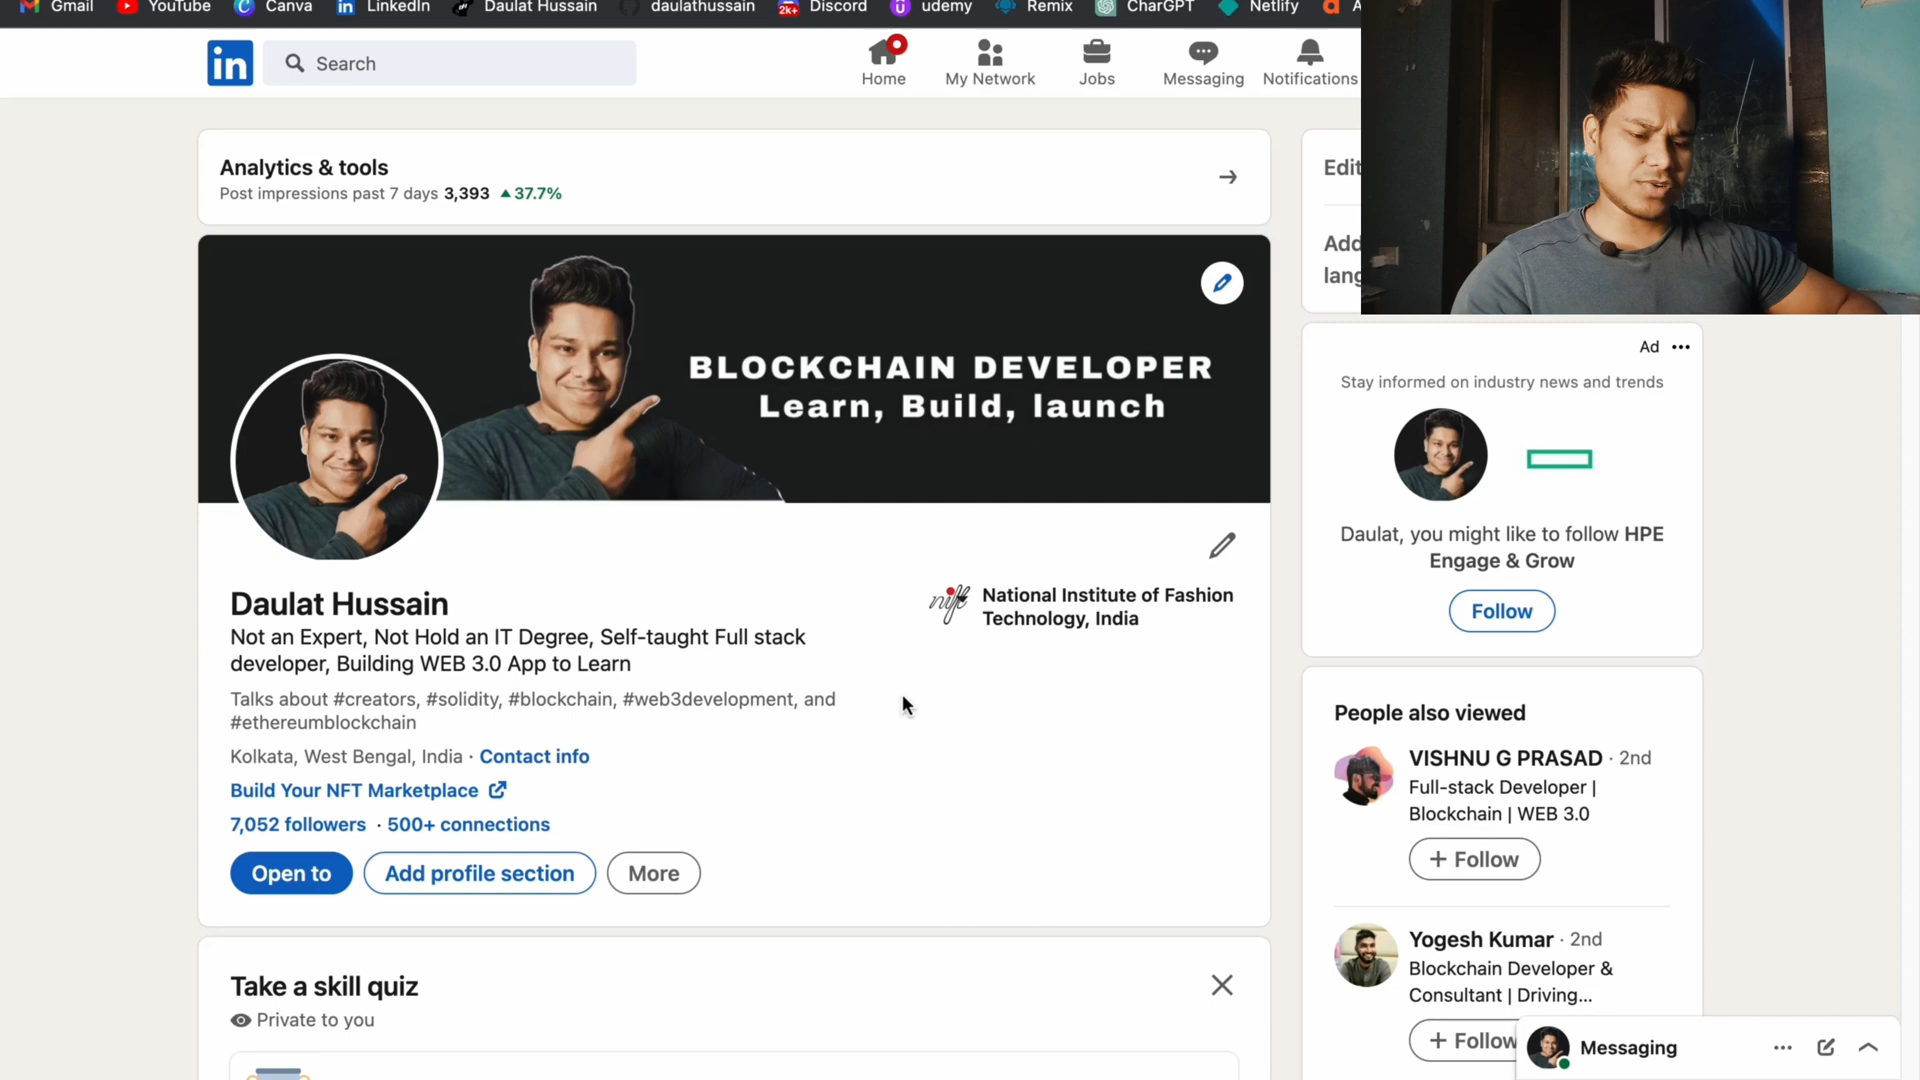 Gmail YouTube Canva LinkedIn Daulat Hussain daulathussain 2k+ Discord udemy Remix CharGPT Netlify
in Search Home My Network Jobs Messaging Notifications
Analytics & tools
Post impressions past 7 days 3,393 ▲37.7%
BLOCKCHAIN DEVELOPER
Learn, Build, launch
Daulat Hussain
Not an Expert, Not Hold an IT Degree, Self-taught Full stack
developer, Building WEB 3.0 App to Learn
Talks about #creators, #solidity, #blockchain, #web3development, and
#ethereumblockchain
Kolkata, West Bengal, India · Contact info
Build Your NFT Marketplace
7,052 followers · 500+ connections
Open to Add profile section More
nift National Institute of Fashion
Technology, India
Take a skill quiz
Private to you
Edit
Add
lang
Ad
Stay informed on industry news and trends
Daulat, you might like to follow HPE
Engage & Grow
Follow
People also viewed
VISHNU G PRASAD · 2nd
Full-stack Developer |
Blockchain | WEB 3.0
+ Follow
Yogesh Kumar · 2nd
Blockchain Developer &
Consultant | Driving...
+ Follow
Messaging